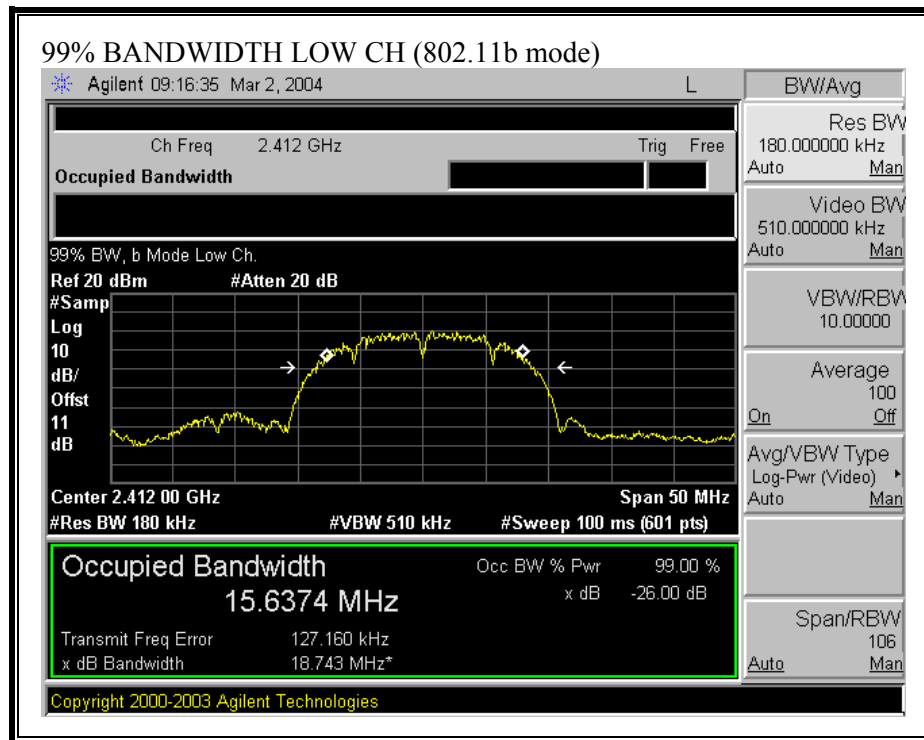 99% BANDWIDTH LOW CH (802.11b mode)
Agilent 09:16:35 Mar 2, 2004 L
BW/Avg
Ch Freq 2.412 GHz Trig Free
Occupied Bandwidth
99% BW, b Mode Low Ch.
Ref 20 dBm #Atten 20 dB
#Samp
Log
10
dB/
Offst
11
dB
Center 2.412 00 GHz Span 50 MHz
#Res BW 180 kHz #VBW 510 kHz #Sweep 100 ms (601 pts)
Occupied Bandwidth Occ BW % Pwr 99.00 %
15.6374 MHz x dB -26.00 dB
Transmit Freq Error 127.160 kHz
x dB Bandwidth 18.743 MHz*
Copyright 2000-2003 Agilent Technologies
Res BW
180.000000 kHz
Auto Man
Video BW
510.000000 kHz
Auto Man
VBW/RBW
10.00000
Average
100
On Off
Avg/VBW Type
Log-Pwr (Video)
Auto Man
Span/RBW
106
Auto Man